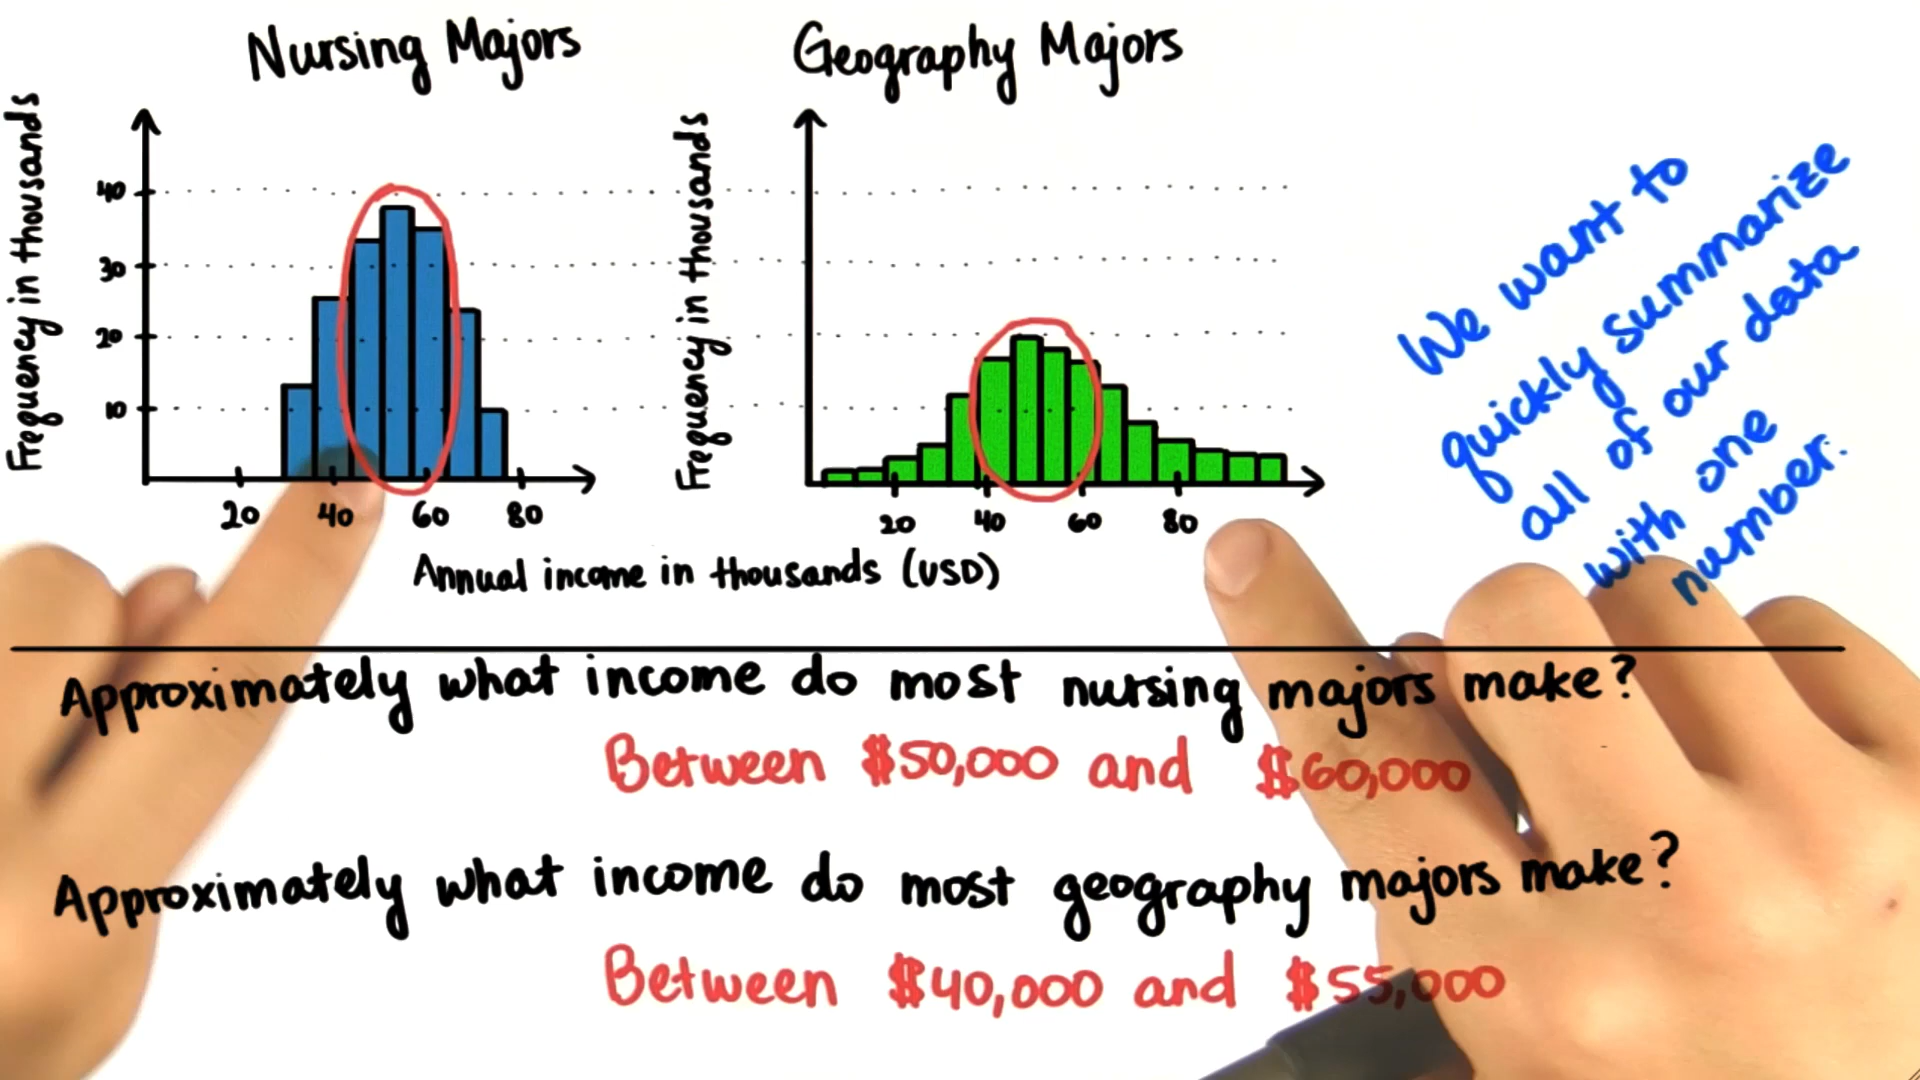 Nursing Majors
Frequency in thousands
40
30
20
10
20 40 60 80
Geography Majors
Frequency in thousands
20 40 60 80
Annual income in thousands (USD)
We want to
quickly summarize
all of our data
with one
number.
Approximately what income do most nursing majors make?
Between $50,000 and $60,000
Approximately what income do most geography majors make?
Between $40,000 and $55,000